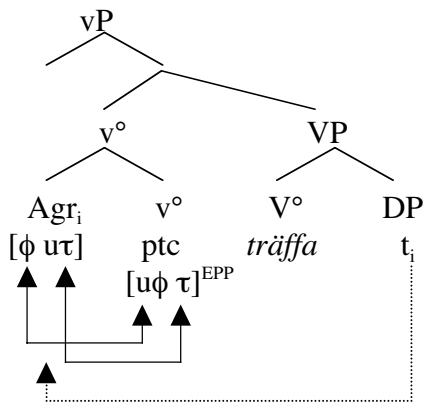 vP
v° VP
Agrᵢ v° V° DP
[ϕ uτ] ptc träffa tᵢ
[uϕ τ]ᴱᴾᴾ